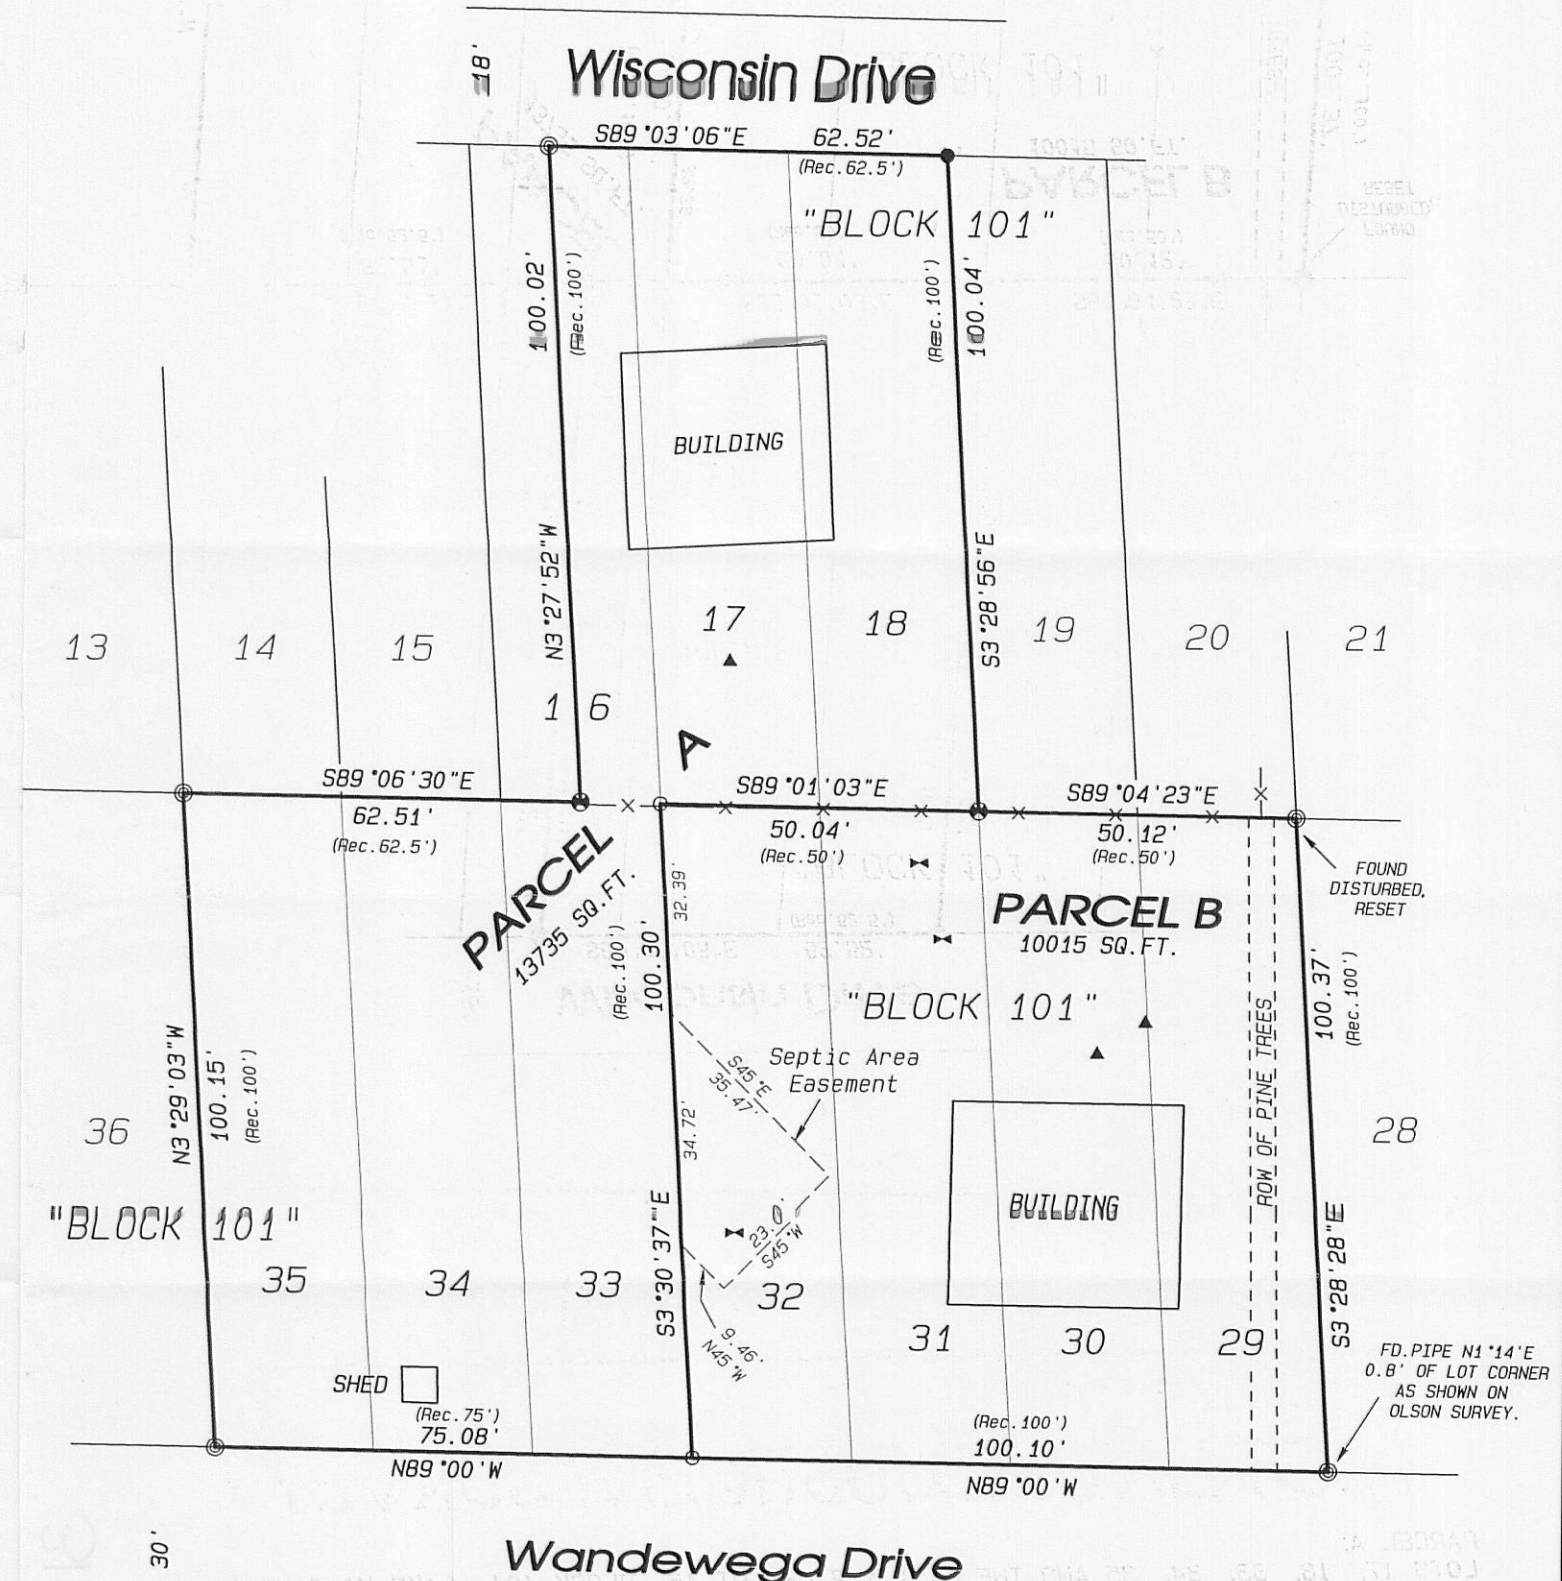 18'
Wisconsin Drive
S89°03'06"E 62.52'
(Rec.62.5')
"BLOCK 101"
100.02'
(Rec.100')
(Rec.100')
100.04'
BUILDING
N3°27'52"W
S3°28'56"E
13
14
15
16
17
18
19
20
21
S89°06'30"E
62.51'
(Rec.62.5')
A
S89°01'03"E
50.04'
(Rec.50')
S89°04'23"E
50.12'
(Rec.50')
FOUND
DISTURBED,
RESET
PARCEL
13735 SQ.FT.
32.39'
(Rec.100')
100.30'
PARCEL B
10015 SQ.FT.
"BLOCK 101"
100.37'
(Rec.100')
ROW OF PINE TREES
N3°29'03"W
100.15'
(Rec.100')
S45°E
35.47'
Septic Area
Easement
34.72'
36
28
"BLOCK 101"
BUILDING
23.0'
S45°W
S3°30'37"E
S3°28'28"E
35
34
33
32
31
30
29
9.46'
N45°W
SHED
(Rec.75')
75.08'
N89°00'W
(Rec.100')
100.10'
N89°00'W
FD.PIPE N1°14'E
0.8' OF LOT CORNER
AS SHOWN ON
OLSON SURVEY.
30'
Wandewega Drive